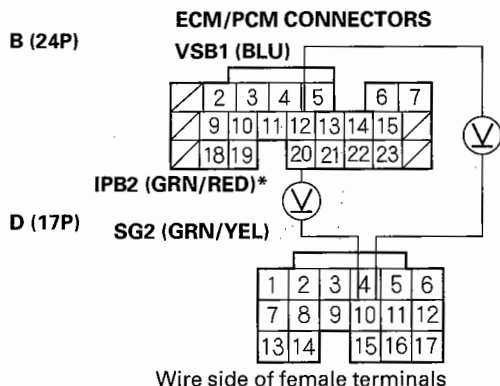 ECM/PCM CONNECTORS
B (24P)
VSB1 (BLU)
2 3 4 5 6 7
9 10 11 12 13 14 15
18 19 20 21 22 23
V
V
IPB2 (GRN/RED)*
D (17P)
SG2 (GRN/YEL)
1 2 3 4 5 6
7 8 9 10 11 12
13 14 15 16 17
Wire side of female terminals